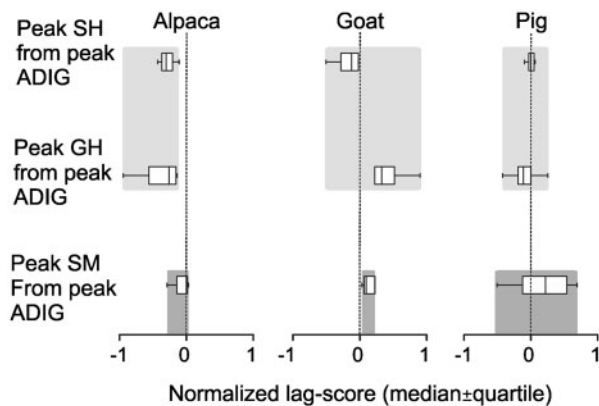 Alpaca Goat Pig
Peak SH
from peak
ADIG
Peak GH
from peak
ADIG
Peak SM
From peak
ADIG
-1 0 1 -1 0 1 -1 0 1
Normalized lag-score (median±quartile)